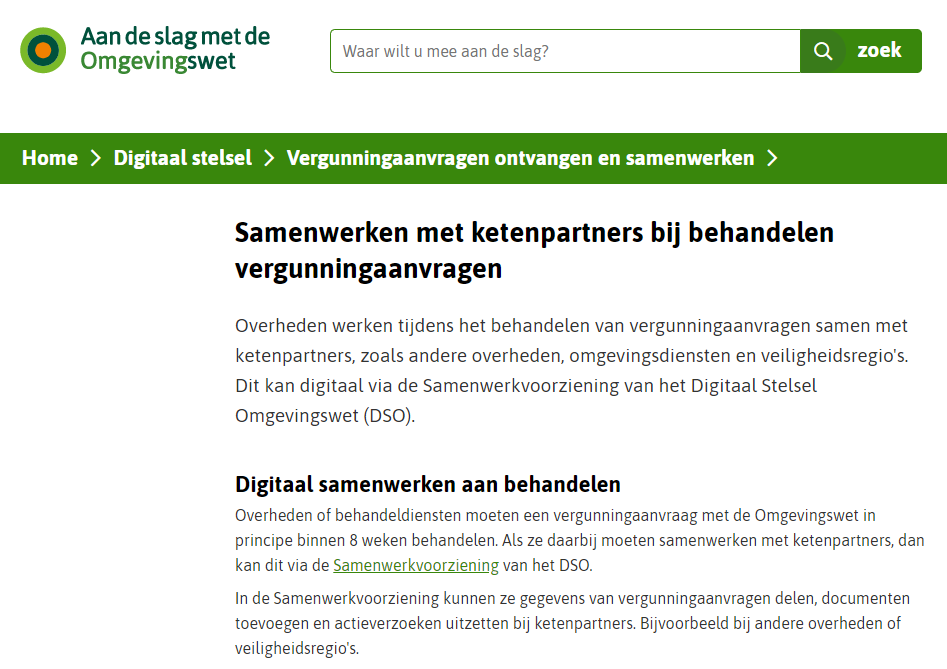 Aan de slag met de
Omgevingswet
Waar wilt u mee aan de slag?
zoek
Home > Digitaal stelsel > Vergunningaanvragen ontvangen en samenwerken >
Samenwerken met ketenpartners bij behandelen
vergunningaanvragen
Overheden werken tijdens het behandelen van vergunningaanvragen samen met
ketenpartners, zoals andere overheden, omgevingsdiensten en veiligheidsregio's.
Dit kan digitaal via de Samenwerkvoorziening van het Digitaal Stelsel
Omgevingswet (DSO).
Digitaal samenwerken aan behandelen
Overheden of behandeldiensten moeten een vergunningaanvraag met de Omgevingswet in
principe binnen 8 weken behandelen. Als ze daarbij moeten samenwerken met ketenpartners, dan
kan dit via de Samenwerkvoorziening van het DSO.
In de Samenwerkvoorziening kunnen ze gegevens van vergunningaanvragen delen, documenten
toevoegen en actieverzoeken uitzetten bij ketenpartners. Bijvoorbeeld bij andere overheden of
veiligheidsregio's.